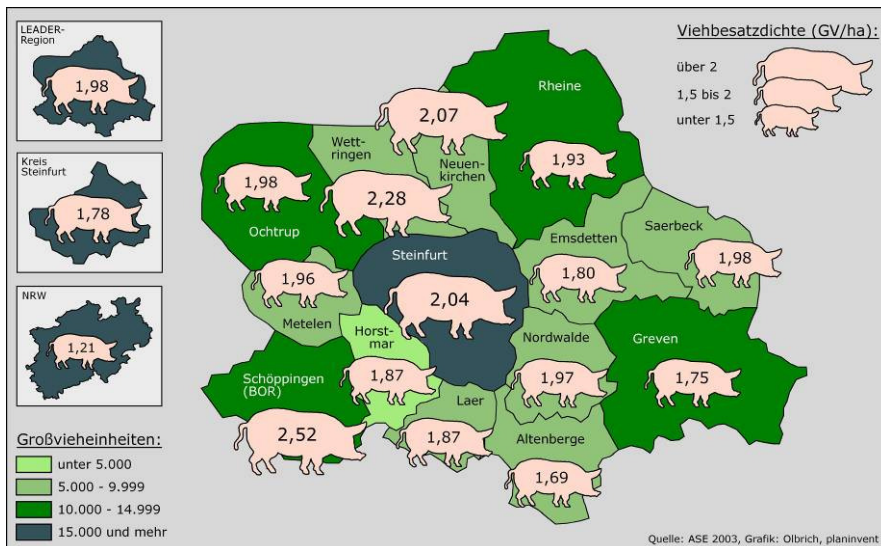 LEADER-
Region
1,98
Kreis
Steinfurt
1,78
NRW
1,21
Großvieheinheiten:
unter 5.000
5.000 - 9.999
10.000 - 14.999
15.000 und mehr
Viehbesatzdichte (GV/ha):
über 2
1,5 bis 2
unter 1,5
Rheine
1,93
2,07
Neuen-
kirchen
Wett-
ringen
2,28
1,98
Ochtrup
Steinfurt
2,04
Emsdetten
1,80
Saerbeck
1,98
1,96
Metelen
Horst-
mar
1,87
Nordwalde
1,97
Greven
1,75
Schöppingen
(BOR)
2,52
Laer
1,87
Altenberge
1,69
Quelle: ASE 2003, Grafik: Olbrich, planinvent